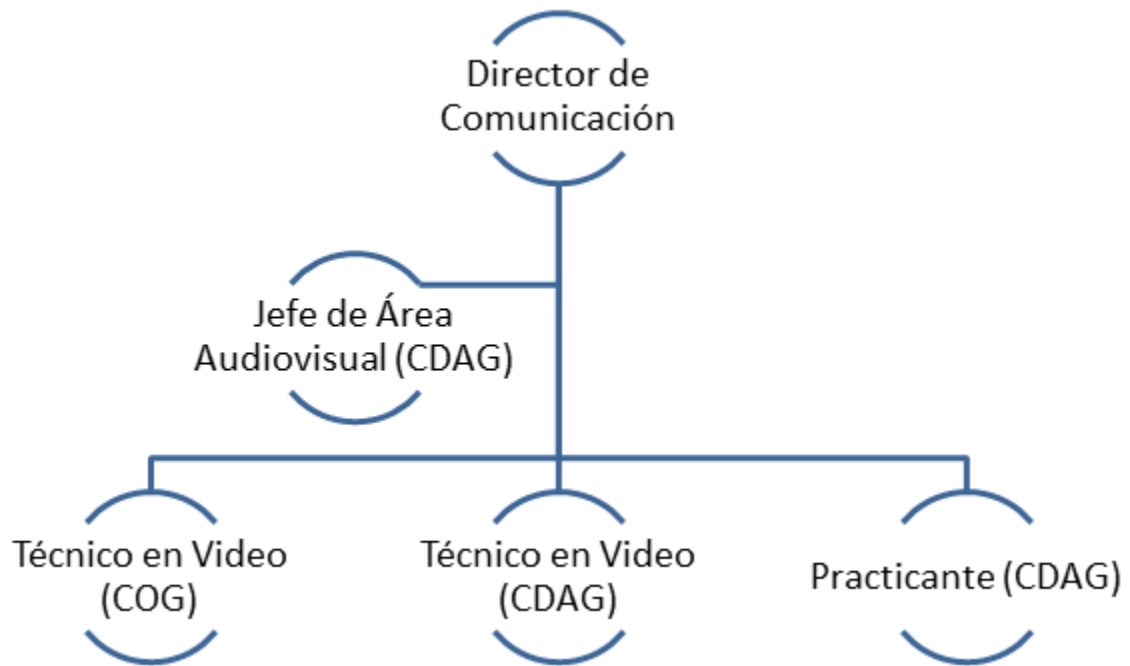 Director de
Comunicación
Jefe de Área
Audiovisual (CDAG)
Técnico en Video
(COG)
Técnico en Video
(CDAG)
Practicante (CDAG)